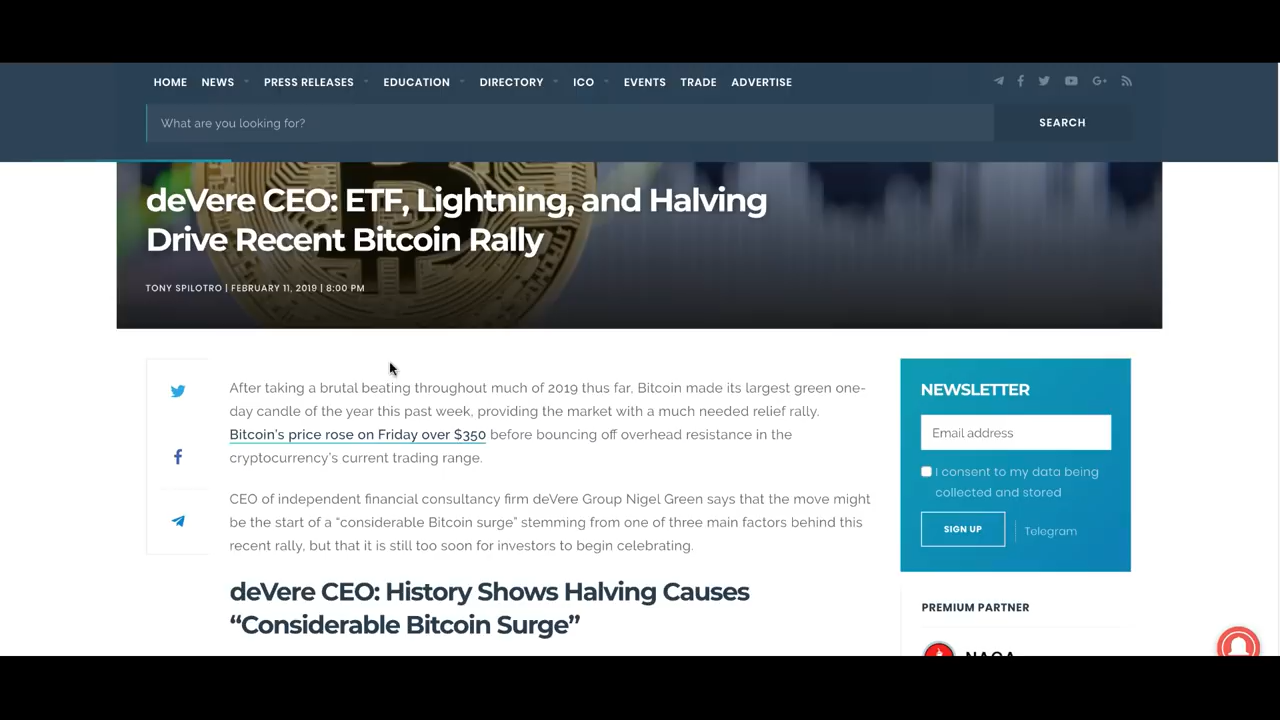 HOME NEWS PRESS RELEASES EDUCATION DIRECTORY ICO EVENTS TRADE ADVERTISE
What are you looking for?
SEARCH
deVere CEO: ETF, Lightning, and Halving
Drive Recent Bitcoin Rally
TONY SPILOTRO | FEBRUARY 11, 2019 | 8:00 PM
After taking a brutal beating throughout much of 2019 thus far, Bitcoin made its largest green one-
day candle of the year this past week, providing the market with a much needed relief rally.
Bitcoin's price rose on Friday over $350 before bouncing off overhead resistance in the
cryptocurrency's current trading range.
CEO of independent financial consultancy firm deVere Group Nigel Green says that the move might
be the start of a “considerable Bitcoin surge” stemming from one of three main factors behind this
recent rally, but that it is still too soon for investors to begin celebrating.
deVere CEO: History Shows Halving Causes
“Considerable Bitcoin Surge”
NEWSLETTER
Email address
I consent to my data being
collected and stored
SIGN UP
Telegram
PREMIUM PARTNER
NAGA